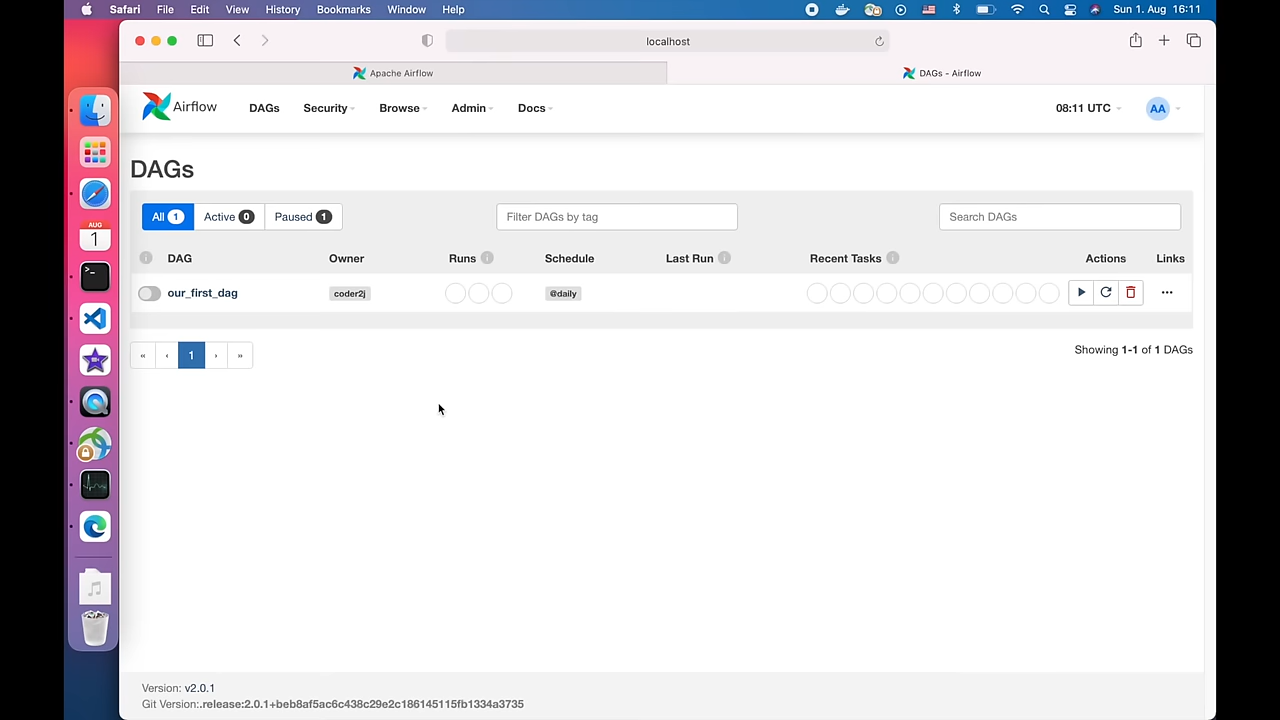 Safari File Edit View History Bookmarks Window Help Sun 1. Aug 16:11
localhost
Apache Airflow DAGs - Airflow
Airflow DAGs Security Browse Admin Docs 08:11 UTC AA
DAGs
All 1 Active 0 Paused 1 Filter DAGs by tag Search DAGs
DAG Owner Runs Schedule Last Run Recent Tasks Actions Links
our_first_dag coder2j @daily
« ‹ 1 › » Showing 1-1 of 1 DAGs
AUG
1
Version: v2.0.1
Git Version:.release:2.0.1+beb8af5ac6c438c29e2c186145115fb1334a3735